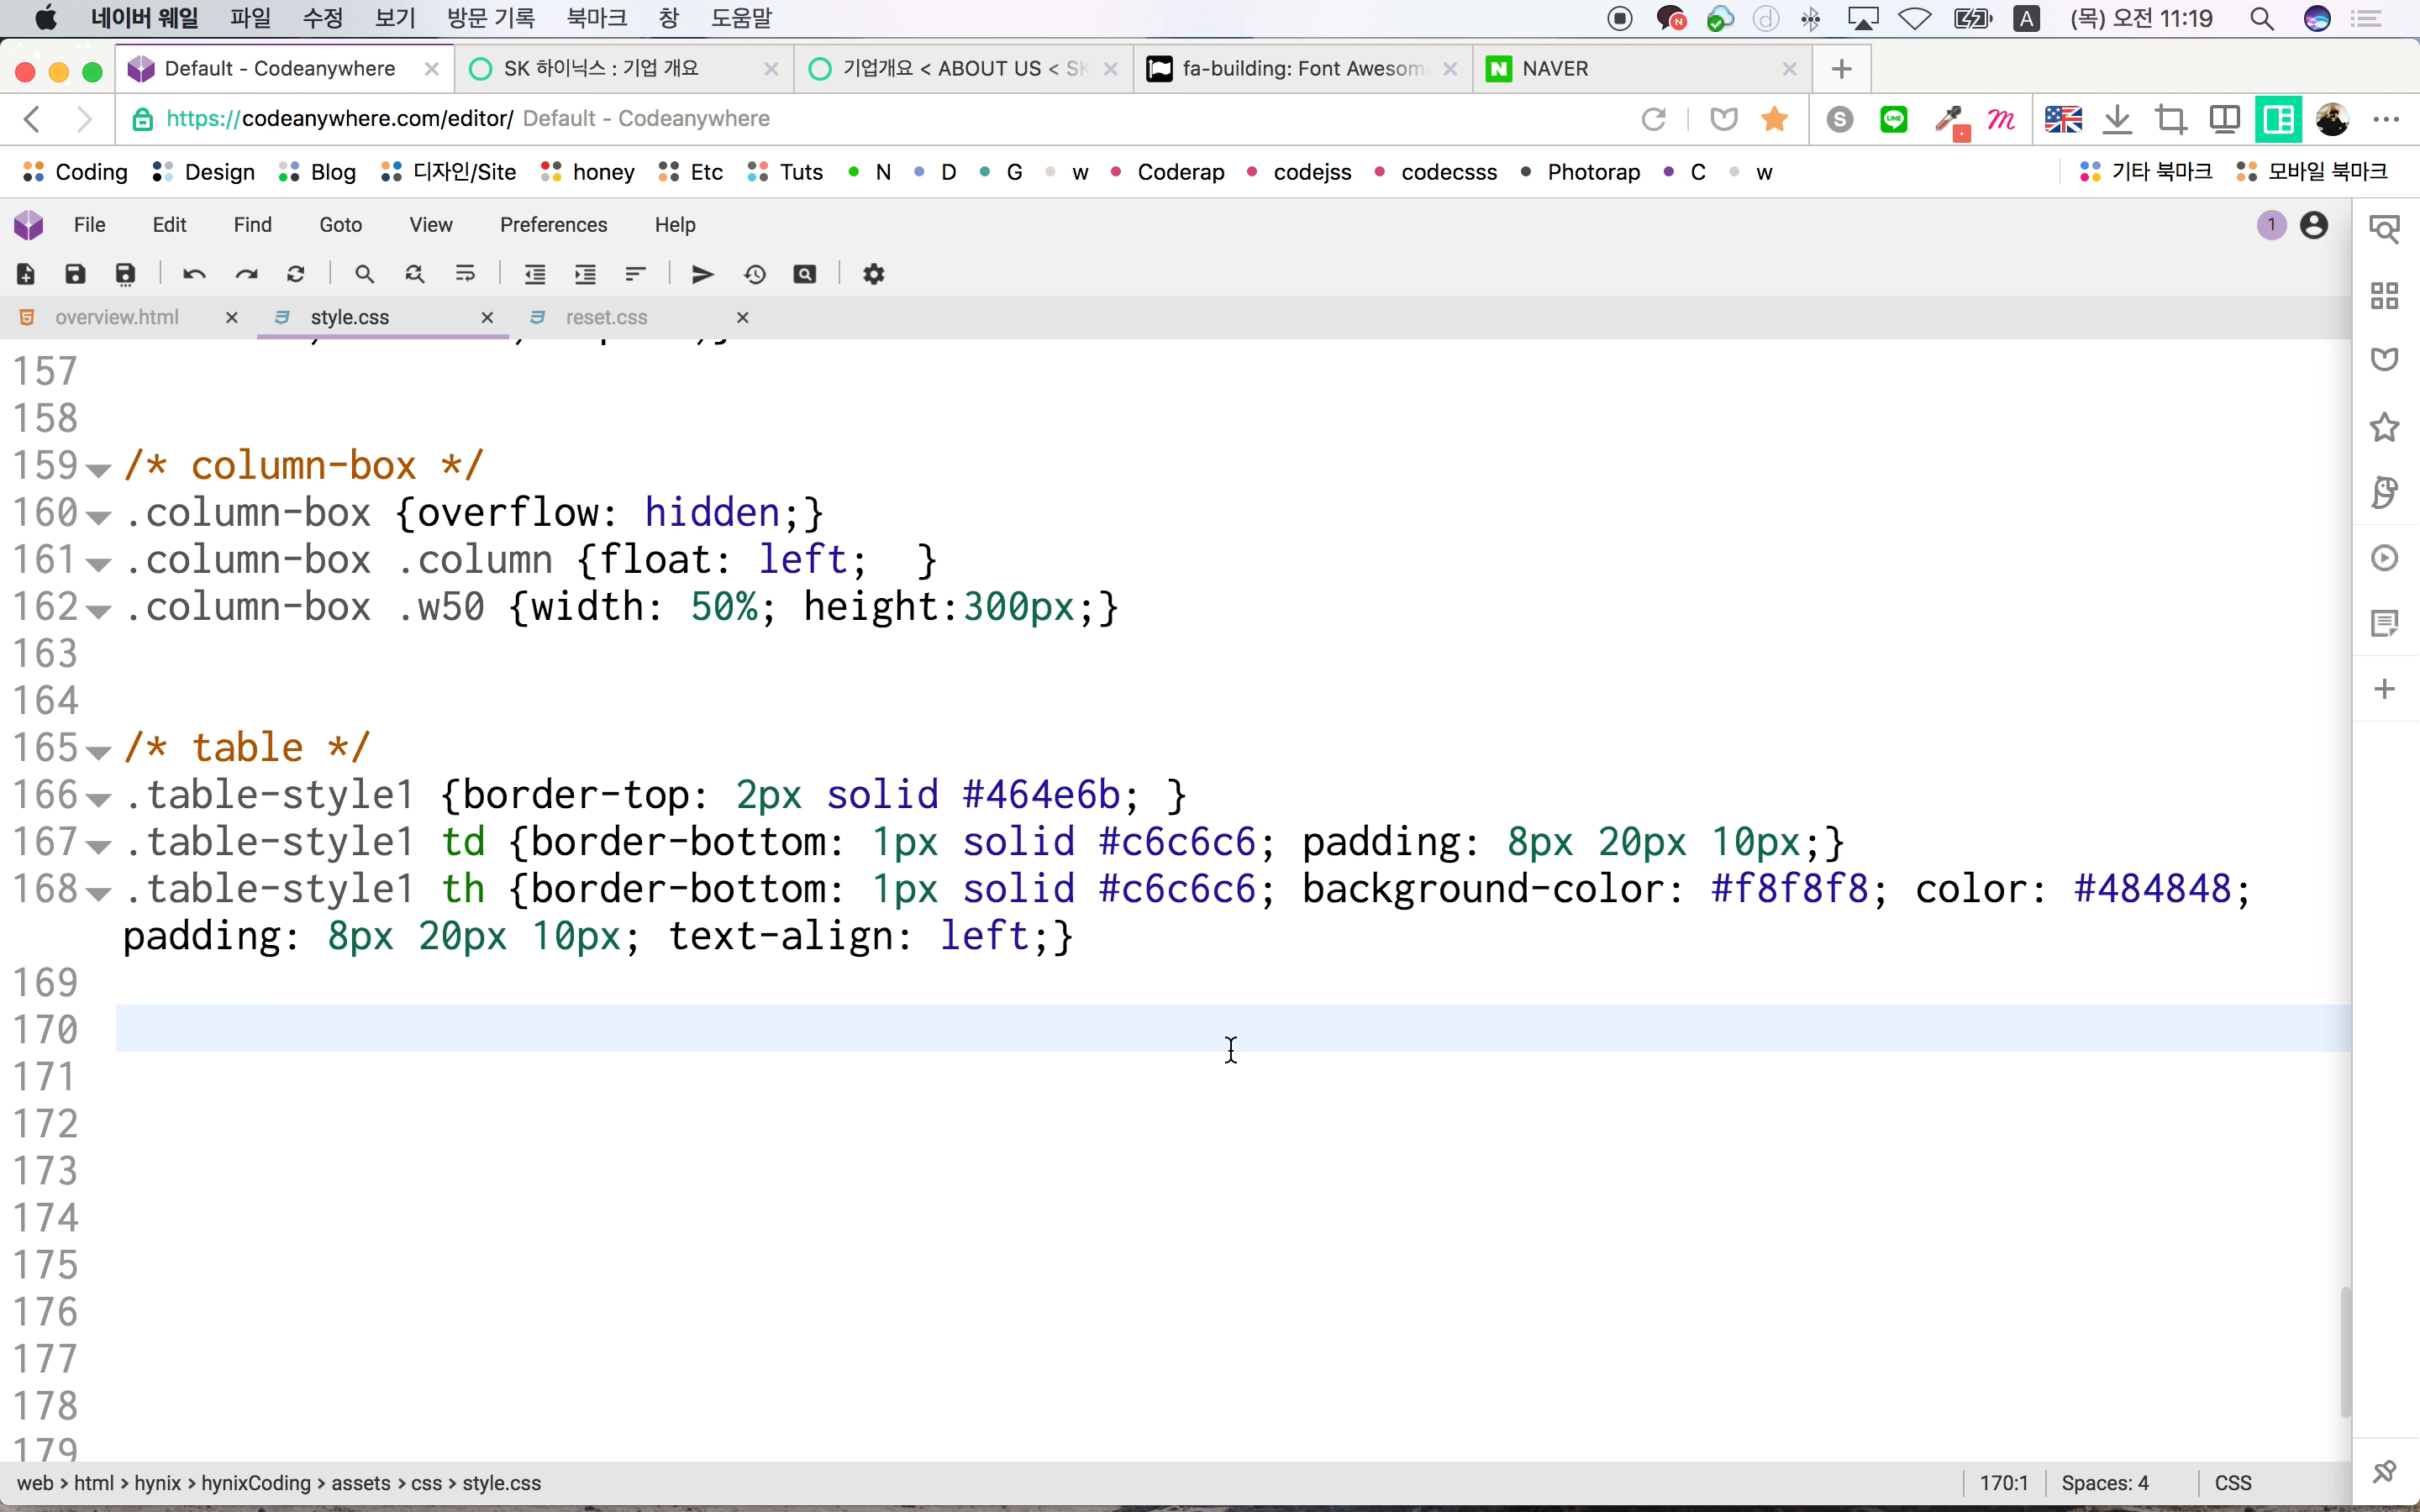 네이버 웨일 파일 수정 보기 방문 기록 북마크 창 도움말 A (목) 오전 11:19
Default - Codeanywhere SK 하이닉스 : 기업 개요 기업개요 < ABOUT US < SK fa-building: Font Awesom NAVER
https://codeanywhere.com/editor/ Default - Codeanywhere
Coding Design Blog 디자인/Site honey Etc Tuts N D G w Coderap codejss codecsss Photorap C w 기타 북마크 모바일 북마크
File Edit Find Goto View Preferences Help 1
overview.html style.css reset.css
157
158
159 /* column-box */
160 .column-box {overflow: hidden;}
161 .column-box .column {float: left;  }
162 .column-box .w50 {width: 50%; height:300px;}
163
164
165 /* table */
166 .table-style1 {border-top: 2px solid #464e6b; }
167 .table-style1 td {border-bottom: 1px solid #c6c6c6; padding: 8px 20px 10px;}
168 .table-style1 th {border-bottom: 1px solid #c6c6c6; background-color: #f8f8f8; color: #484848;
padding: 8px 20px 10px; text-align: left;}
169
170
171
172
173
174
175
176
177
178
179
web > html > hynix > hynixCoding > assets > css > style.css 170:1 Spaces: 4 CSS